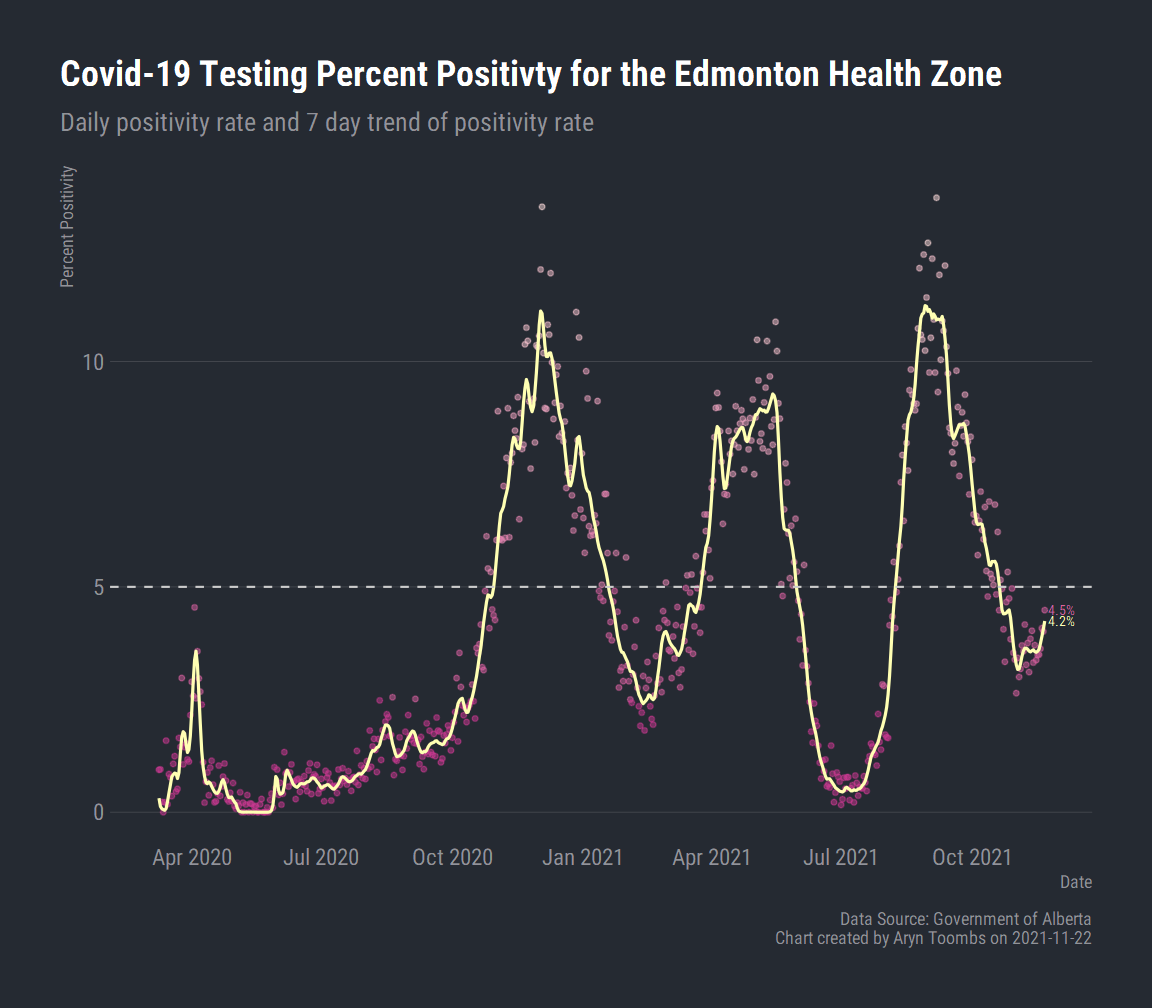 Covid-19 Testing Percent Positivty for the Edmonton Health Zone
Daily positivity rate and 7 day trend of positivity rate
Percent Positivity
10
5
0
4.5%
4.2%
Apr 2020 Jul 2020 Oct 2020 Jan 2021 Apr 2021 Jul 2021 Oct 2021
Date
Data Source: Government of Alberta
Chart created by Aryn Toombs on 2021-11-22